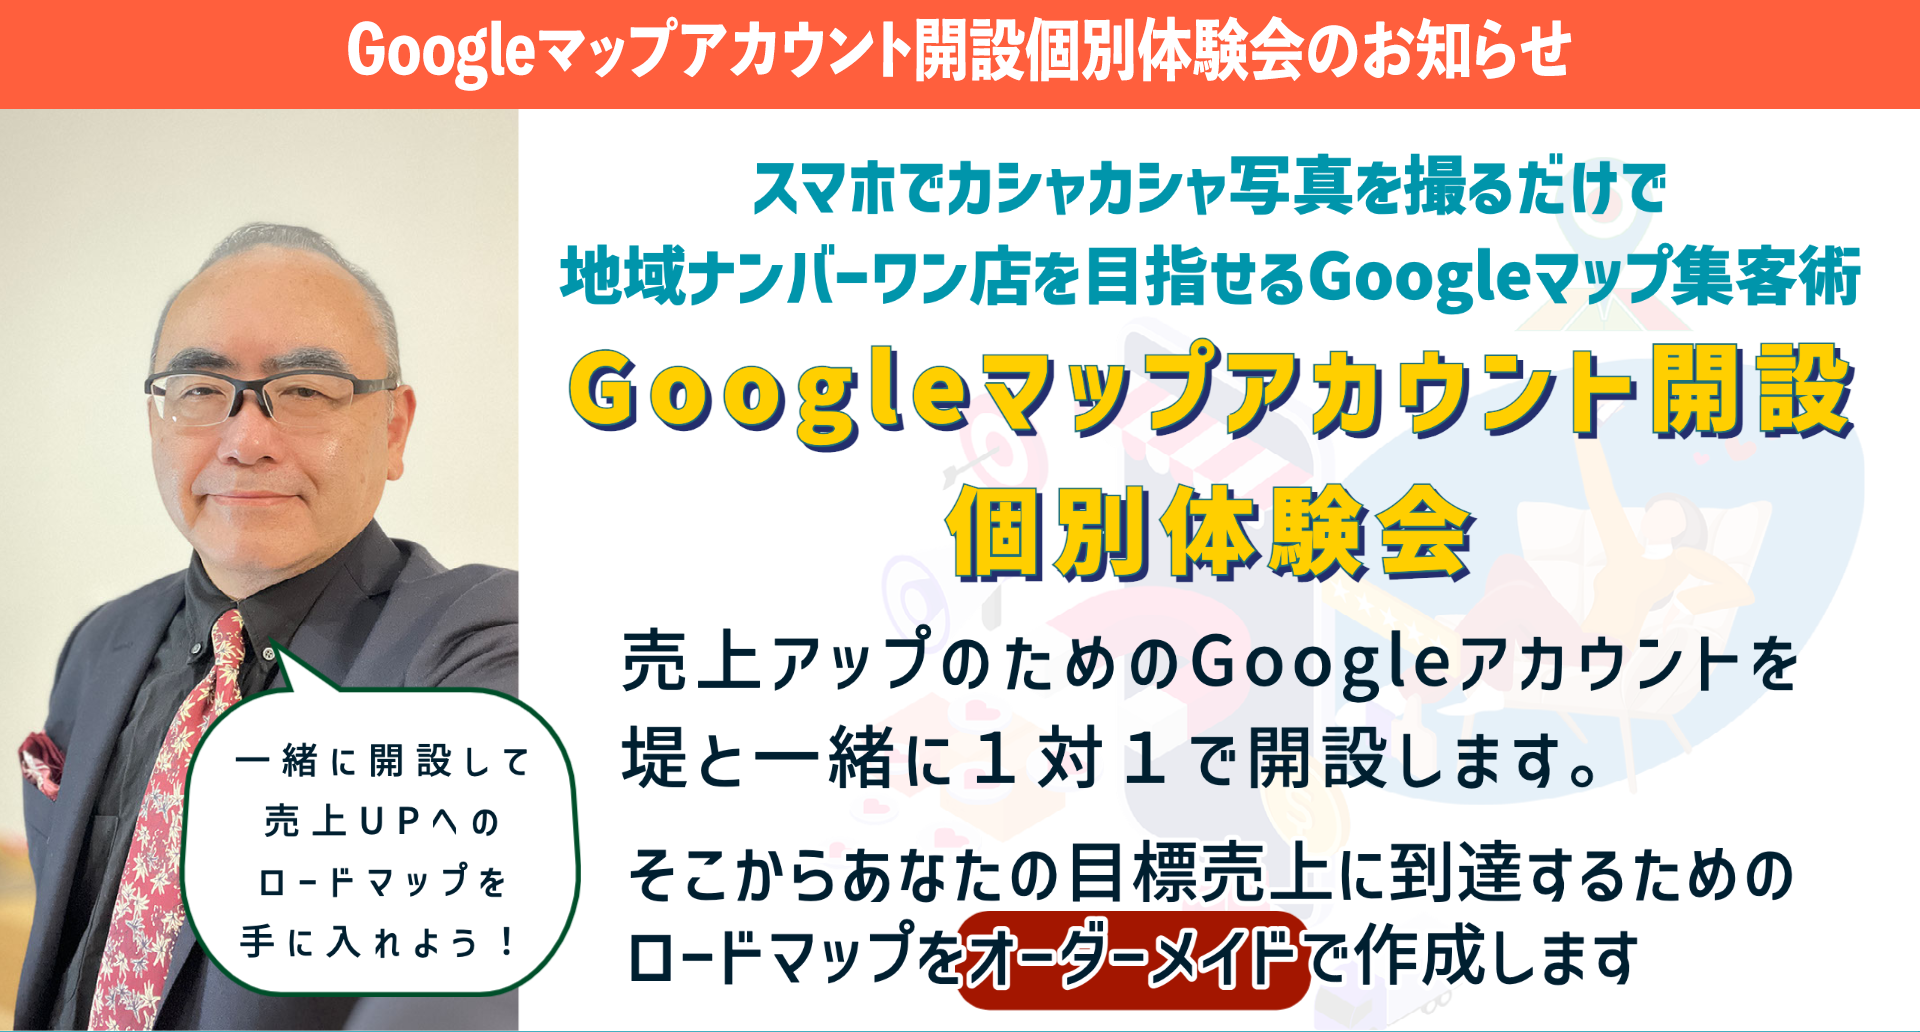 Googleマップアカウント開設個別体験会のお知らせ
スマホでカシャカシャ写真を撮るだけで
地域ナンバーワン店を目指せるGoogleマップ集客術
Googleマップアカウント開設
個別体験会
売上アップのためのGoogleアカウントを
堤と一緒に１対１で開設します。
そこからあなたの目標売上に到達するための
ロードマップをオーダーメイドで作成します
一緒に開設して
売上UPへの
ロードマップを
手に入れよう！